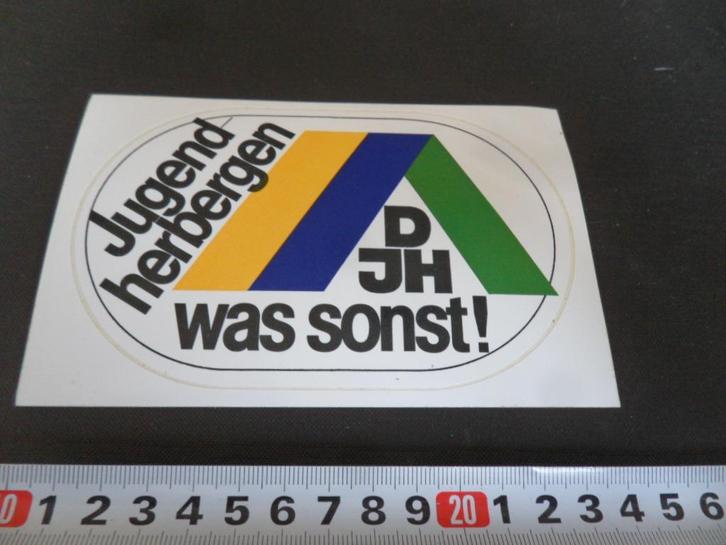 Jugend-
herbergen
D
JH
was sonst!
0 1 2 3 4 5 6 7 8 9 20 1 2 3 4 5 6